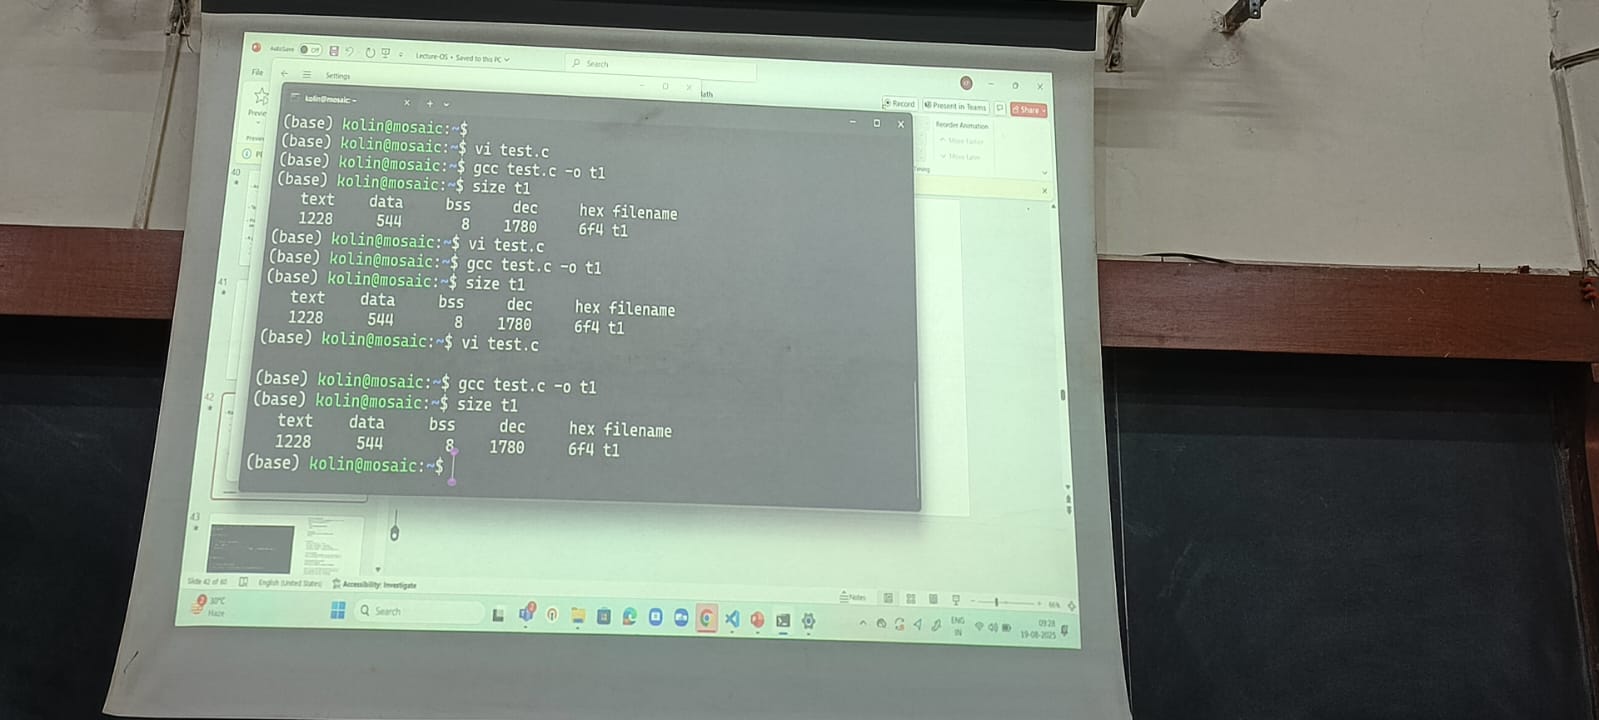 AutoSave Off Lecture-OS • Saved to this PC Search
File Settings
Record Present in Teams Share
Reorder Animation
Move Earlier
Move Later
kolin@mosaic: ~
(base) kolin@mosaic:~$
(base) kolin@mosaic:~$ vi test.c
(base) kolin@mosaic:~$ gcc test.c -o t1
(base) kolin@mosaic:~$ size t1
text data bss dec hex filename
1228 544 8 1780 6f4 t1
(base) kolin@mosaic:~$ vi test.c
(base) kolin@mosaic:~$ gcc test.c -o t1
(base) kolin@mosaic:~$ size t1
text data bss dec hex filename
1228 544 8 1780 6f4 t1
(base) kolin@mosaic:~$ vi test.c
(base) kolin@mosaic:~$ gcc test.c -o t1
(base) kolin@mosaic:~$ size t1
text data bss dec hex filename
1228 544 8 1780 6f4 t1
(base) kolin@mosaic:~$
40
41
42
43
Slide 42 of 60 English (United States) Accessibility: Investigate Notes 66%
2 30°C
Haze
Search
ENG
IN
09:28
19-08-2025